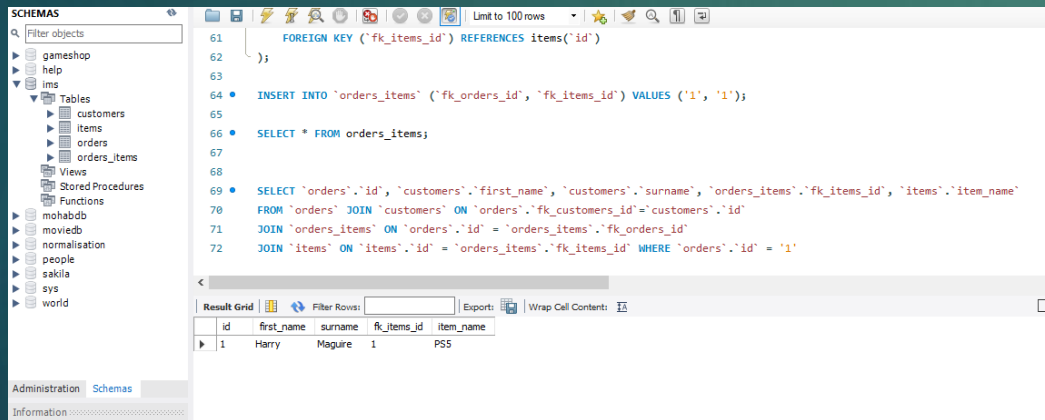 SCHEMAS
Filter objects
gameshop
help
ims
Tables
customers
items
orders
orders_items
Views
Stored Procedures
Functions
mohabdb
moviedb
normalisation
people
sakila
sys
world
Administration Schemas
Information
Limit to 100 rows
61 FOREIGN KEY (`fk_items_id`) REFERENCES items(`id`)
62 );
63
64 INSERT INTO `orders_items` (`fk_orders_id`, `fk_items_id`) VALUES ('1', '1');
65
66 SELECT * FROM orders_items;
67
68
69 SELECT `orders`.`id`, `customers`.`first_name`, `customers`.`surname`, `orders_items`.`fk_items_id`, `items`.`item_name`
70 FROM `orders` JOIN `customers` ON `orders`.`fk_customers_id`=`customers`.`id`
71 JOIN `orders_items` ON `orders`.`id` = `orders_items`.`fk_orders_id`
72 JOIN `items` ON `items`.`id` = `orders_items`.`fk_items_id` WHERE `orders`.`id` = '1'
Result Grid Filter Rows: Export: Wrap Cell Content:
id first_name surname fk_items_id item_name
1 Harry Maguire 1 PS5